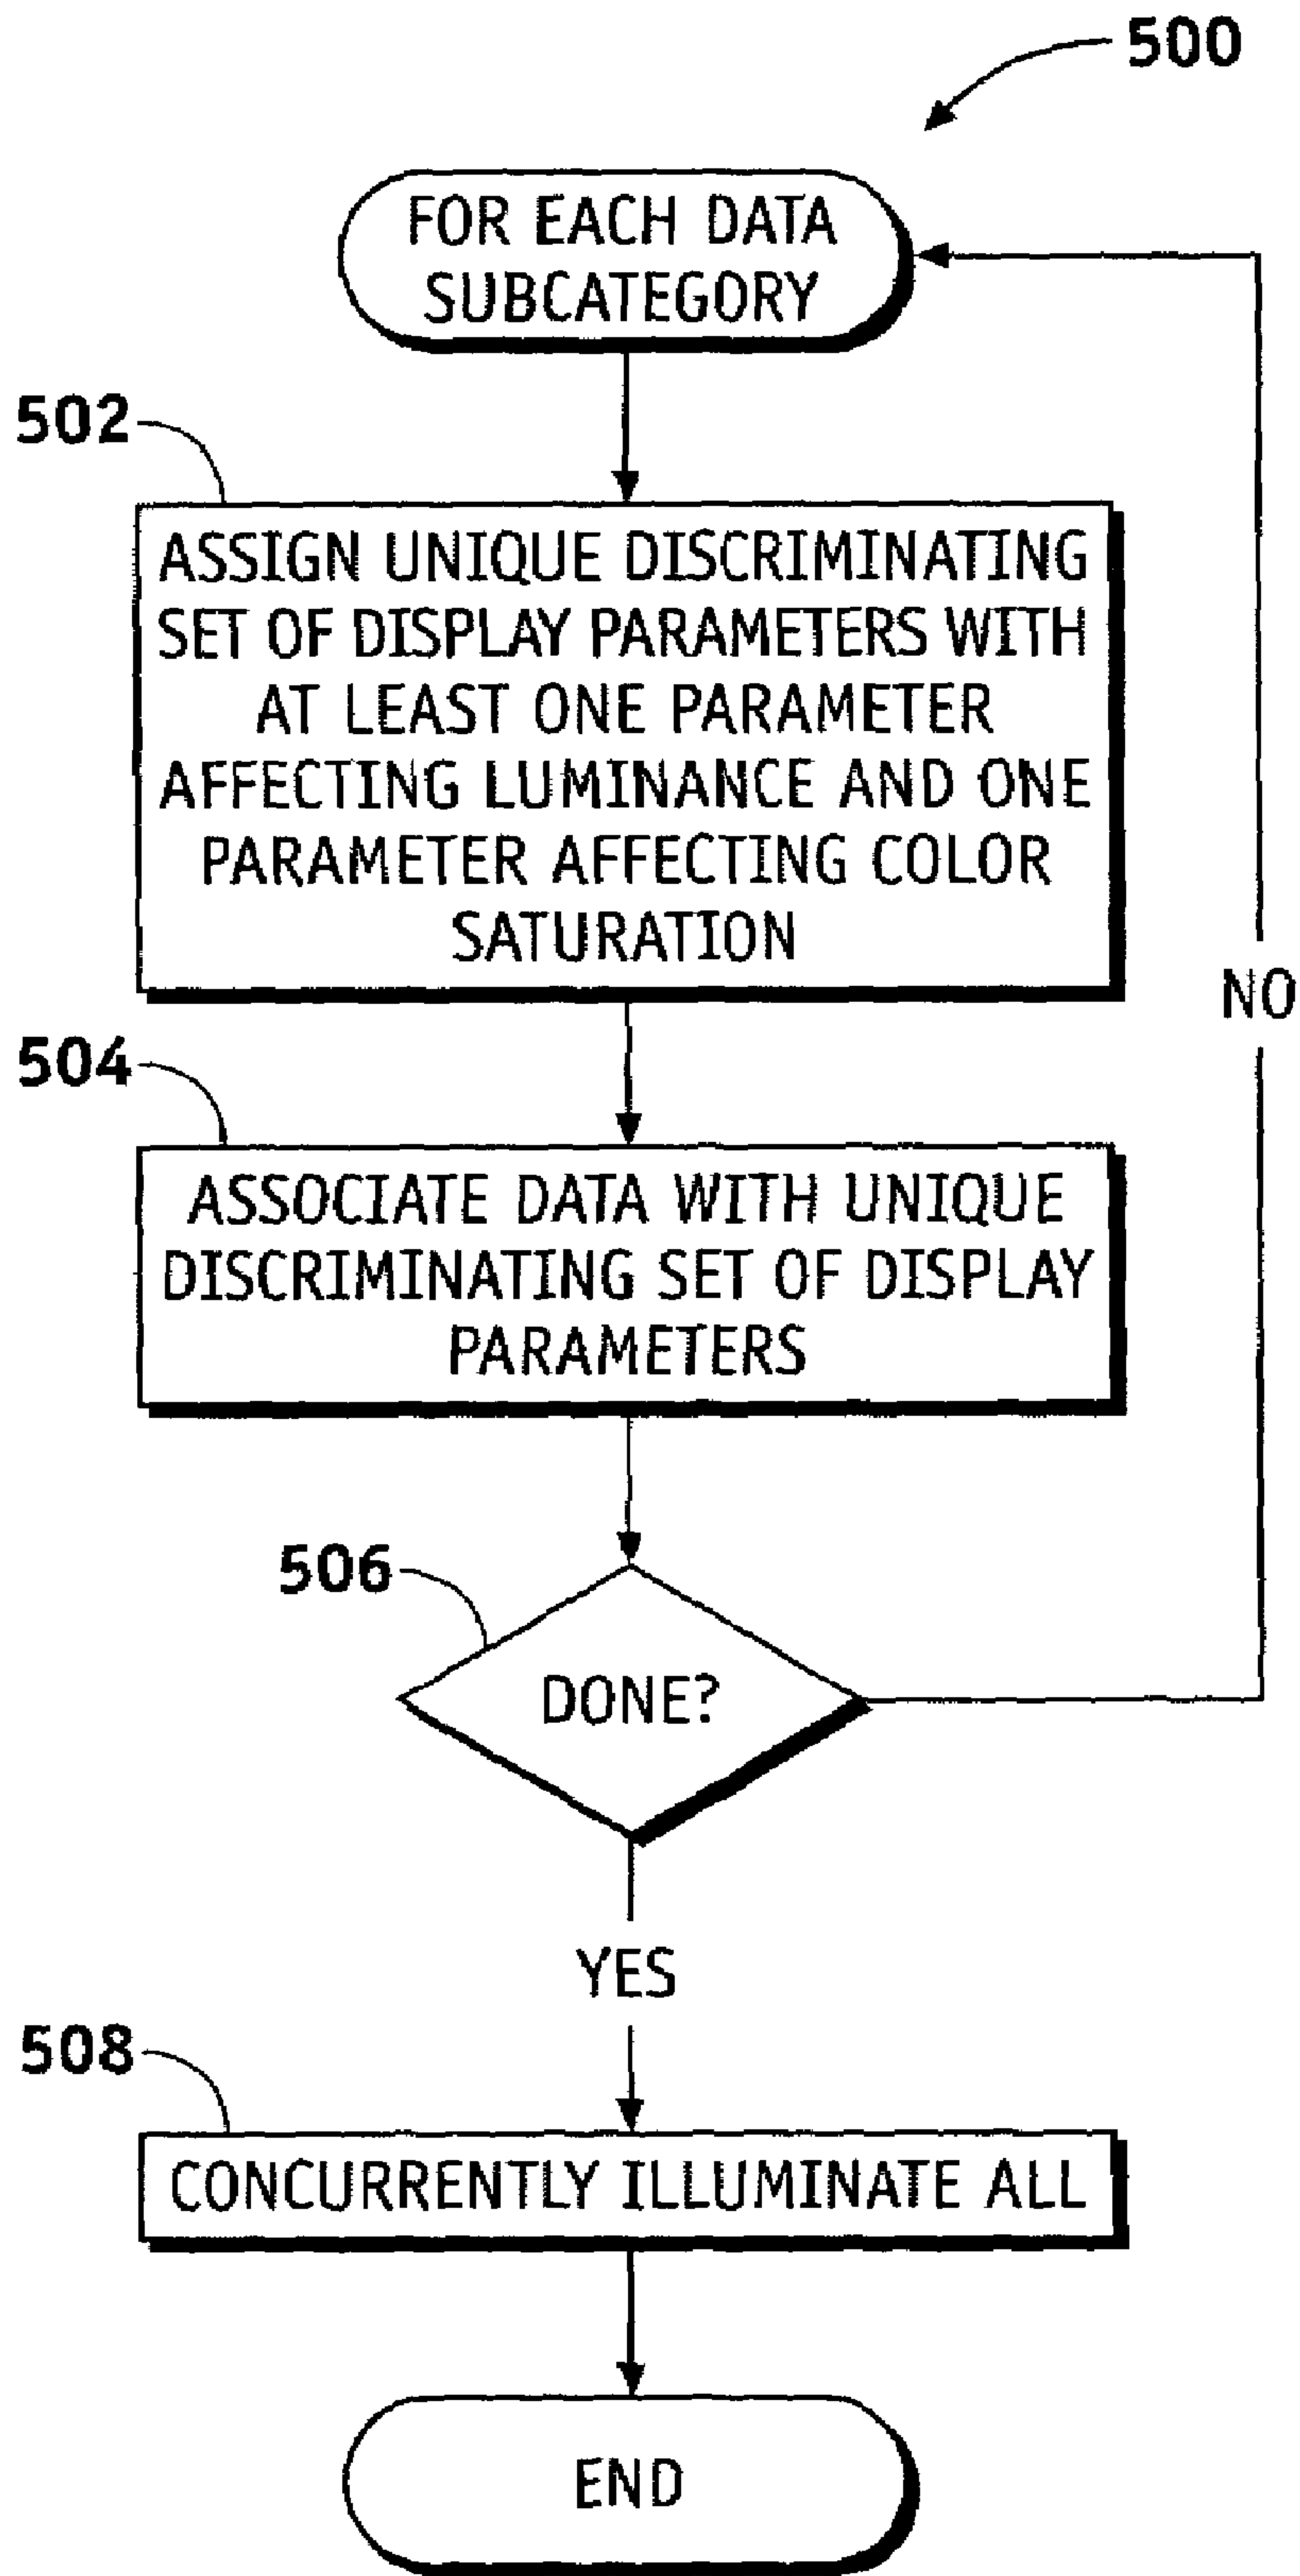 500
FOR EACH DATA
SUBCATEGORY
502
ASSIGN UNIQUE DISCRIMINATING
SET OF DISPLAY PARAMETERS WITH
AT LEAST ONE PARAMETER
AFFECTING LUMINANCE AND ONE
PARAMETER AFFECTING COLOR
SATURATION
NO
504
ASSOCIATE DATA WITH UNIQUE
DISCRIMINATING SET OF DISPLAY
PARAMETERS
506
DONE?
YES
508
CONCURRENTLY ILLUMINATE ALL
END